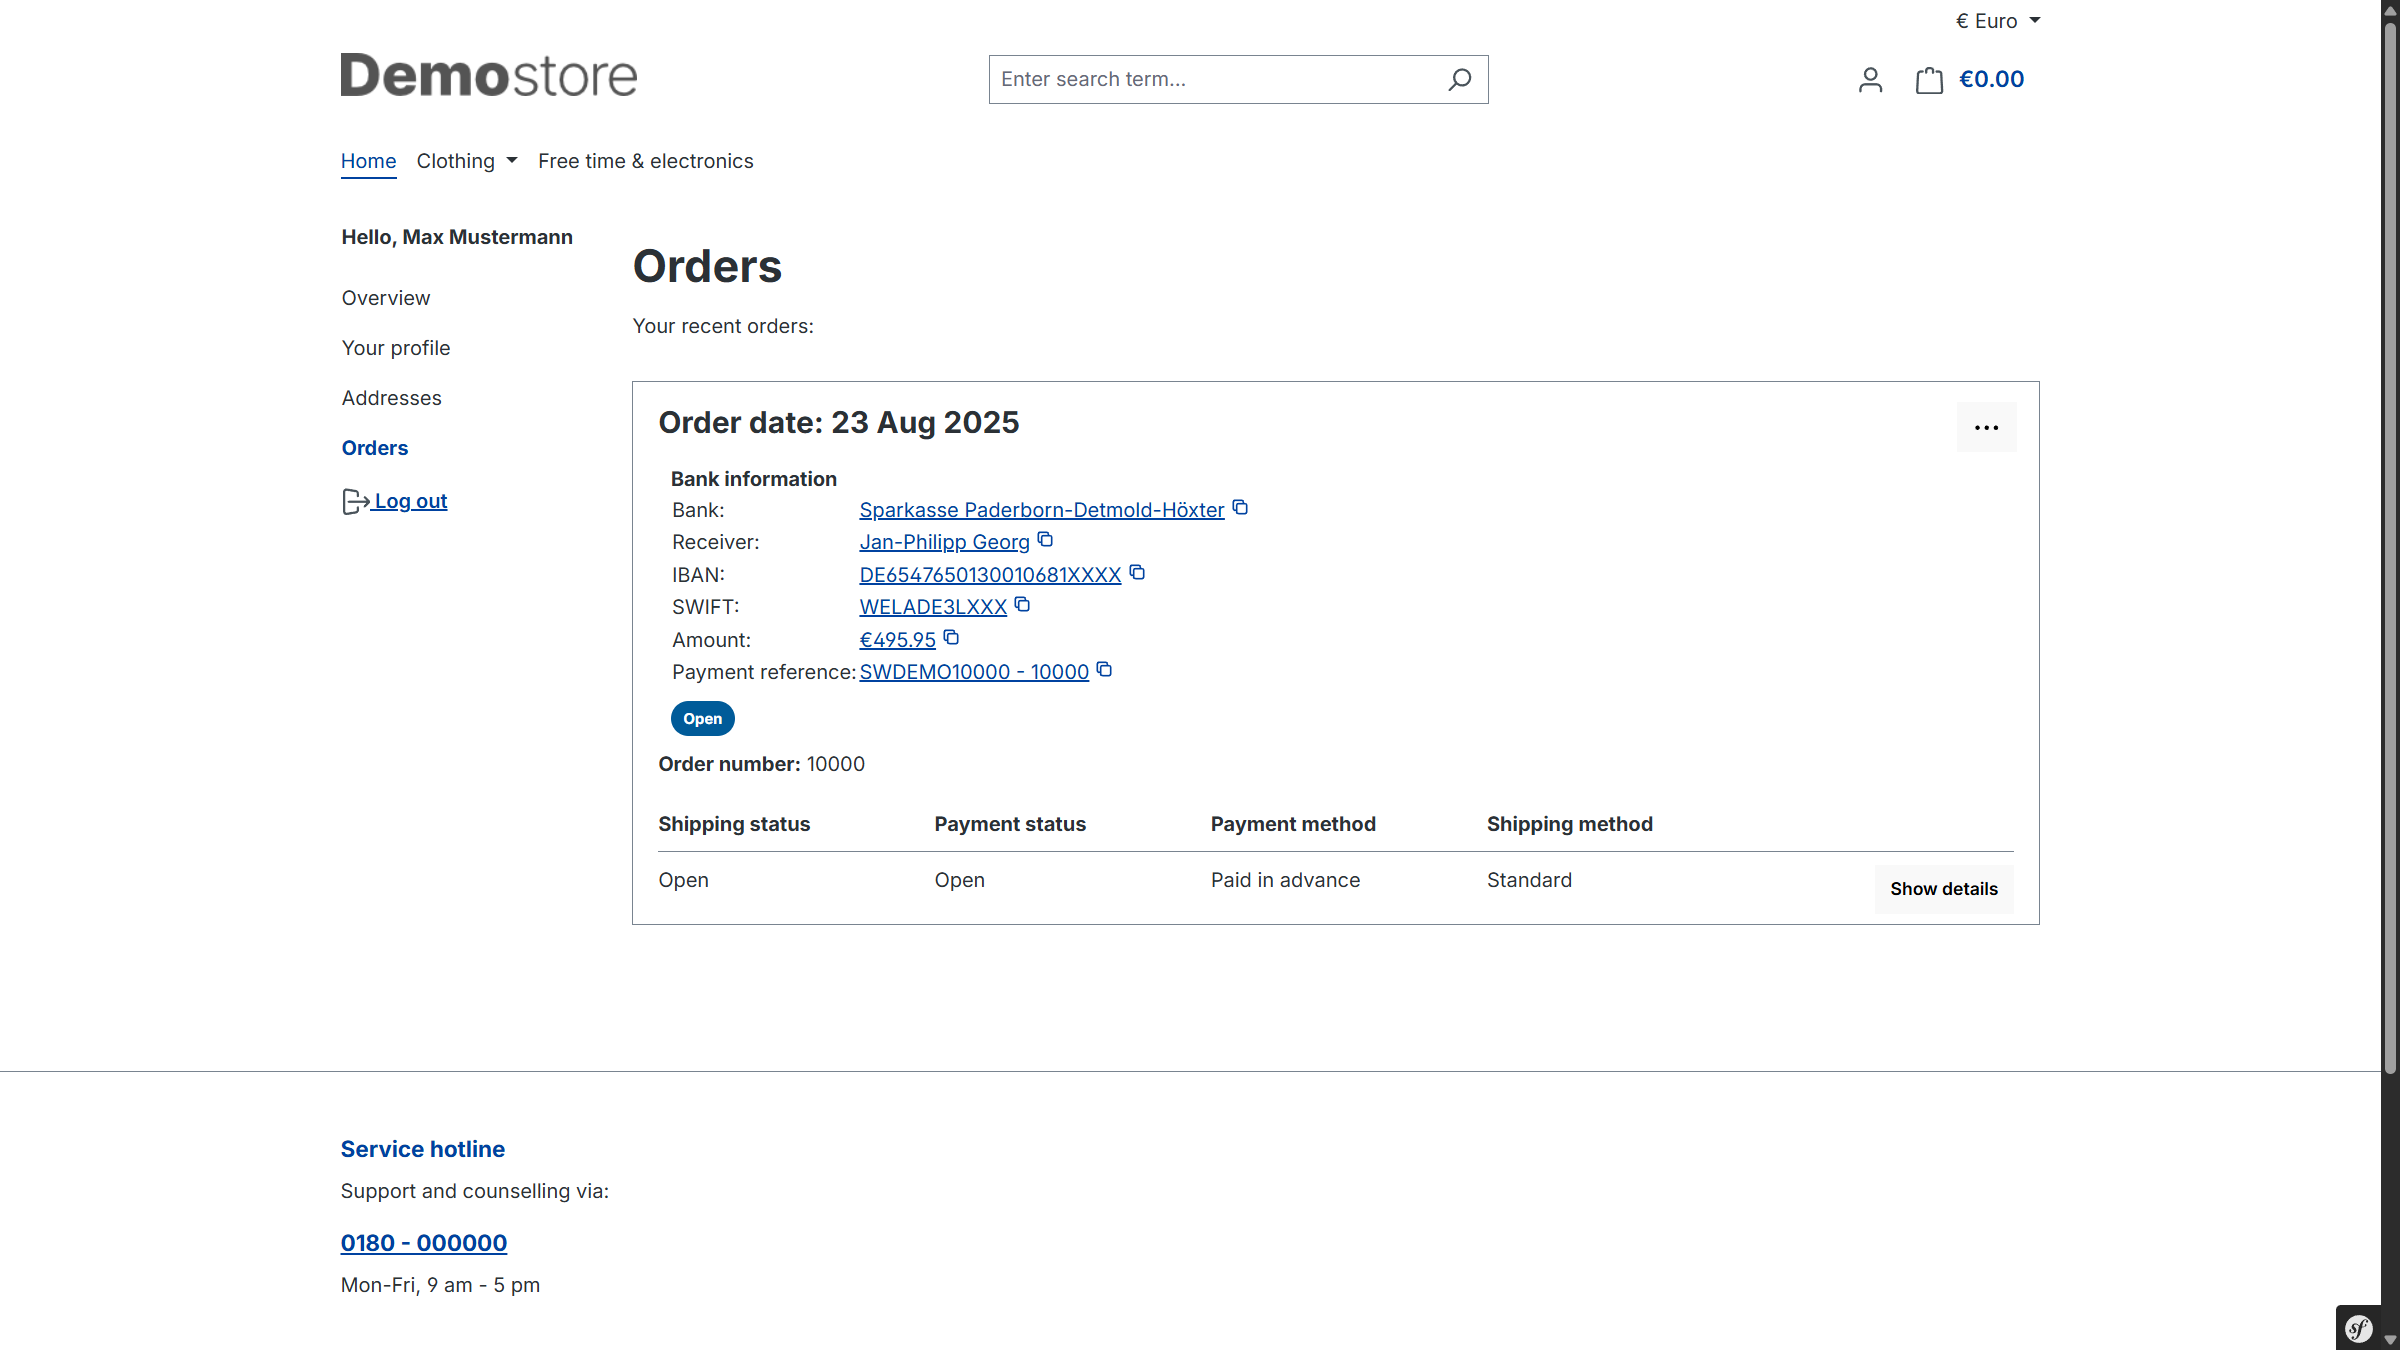 € Euro
Demostore
Enter search term...
€0.00
Home Clothing Free time & electronics
Hello, Max Mustermann
Overview
Your profile
Addresses
Orders
Log out
Orders
Your recent orders:
Order date: 23 Aug 2025
...
Bank information
Bank: Sparkasse Paderborn-Detmold-Höxter
Receiver: Jan-Philipp Georg
IBAN: DE6547650130010681XXXX
SWIFT: WELADE3LXXX
Amount: €495.95
Payment reference: SWDEMO10000 - 10000
Open
Order number: 10000
Shipping status Payment status Payment method Shipping method
Open Open Paid in advance Standard Show details
Service hotline
Support and counselling via:
0180 - 000000
Mon-Fri, 9 am - 5 pm
sf